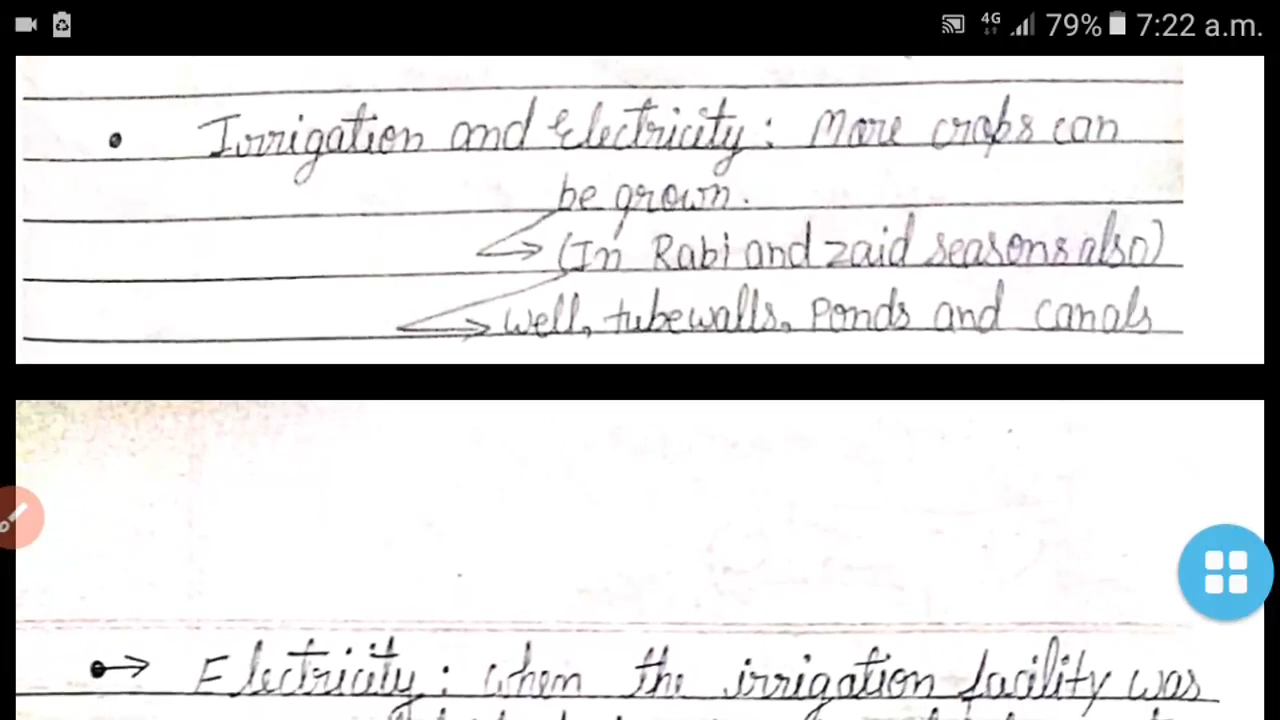 4G 79% 7:22 a.m.
• Irrigation and Electricity: More crops can
be grown.
→ (In Rabi and zaid seasons also)
→ well, tubewalls, Ponds and canals
•→ Electricity: when the irrigation facility was